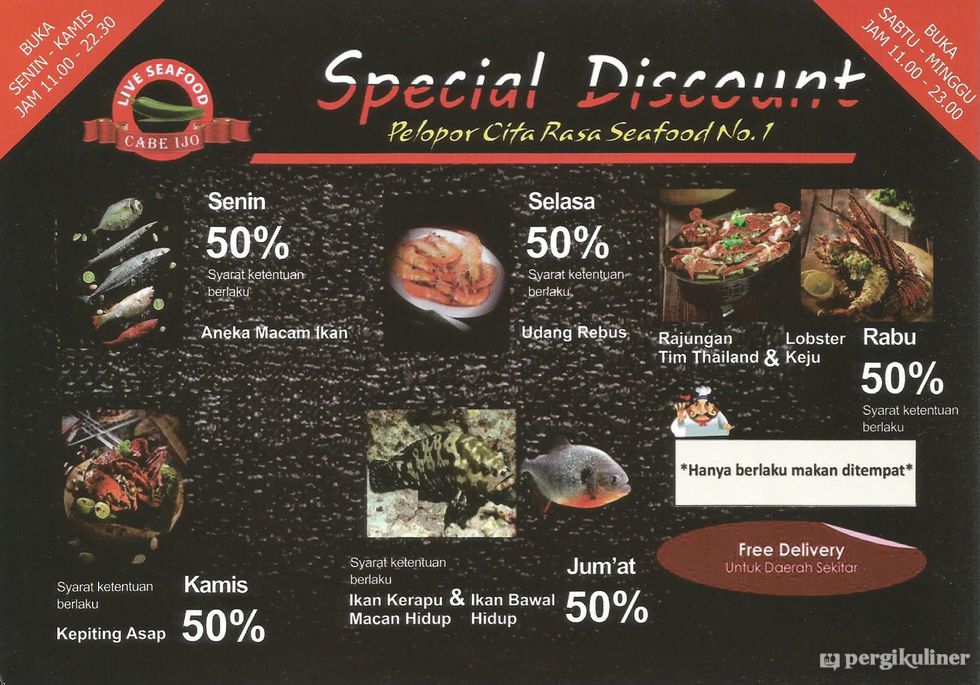 BUKA
SENIN - KAMIS
JAM 11.00 - 22.30
LIVE SEAFOOD
CABE IJO
Special Discount
Pelopor Cita Rasa Seafood No. 1
BUKA
SABTU - MINGGU
JAM 11.00 - 23.00
Senin
50%
Syarat ketentuan
berlaku
Aneka Macam Ikan
Selasa
50%
Syarat ketentuan
berlaku
Udang Rebus
Rajungan
Tim Thailand
&
Lobster
Keju
Rabu
50%
Syarat ketentuan
berlaku
*Hanya berlaku makan ditempat*
Free Delivery
Untuk Daerah Sekitar
Syarat ketentuan
berlaku
Kepiting Asap
Kamis
50%
Syarat ketentuan
berlaku
Ikan Kerapu
Macan Hidup
&
Ikan Bawal
Hidup
Jum'at
50%
pergikuliner